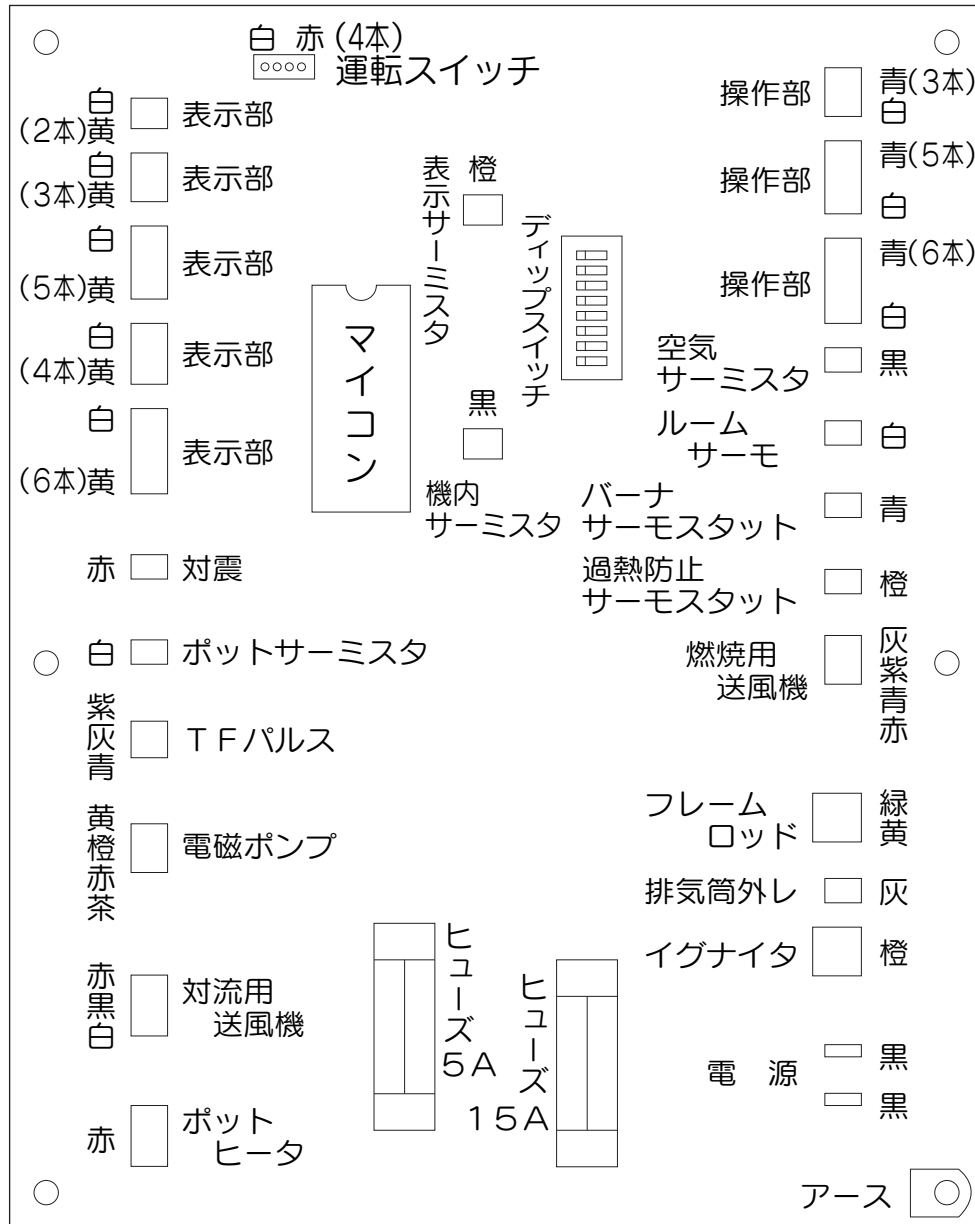 白 赤(4本)
運転スイッチ
白
(2本)黄
表示部
白
(3本)黄
表示部
白
(5本)黄
表示部
白
(4本)黄
表示部
白
(6本)黄
表示部
赤
対震
白
ポットサーミスタ
紫灰青
TFパルス
黄橙赤茶
電磁ポンプ
赤黒白
対流用
送風機
赤
ポット
ヒータ
マイコン
表示サーミスタ
橙
ディップスイッチ
黒
機内
サーミスタ
ヒューズ
5A
ヒューズ
15A
操作部
青(3本)
白
操作部
青(5本)
白
操作部
青(6本)
白
空気
サーミスタ
黒
ルーム
サーモ
白
バーナ
サーモスタット
青
過熱防止
サーモスタット
橙
燃焼用
送風機
灰紫青赤
フレーム
ロッド
緑黄
排気筒外レ
灰
イグナイタ
橙
電 源
黒
黒
アース